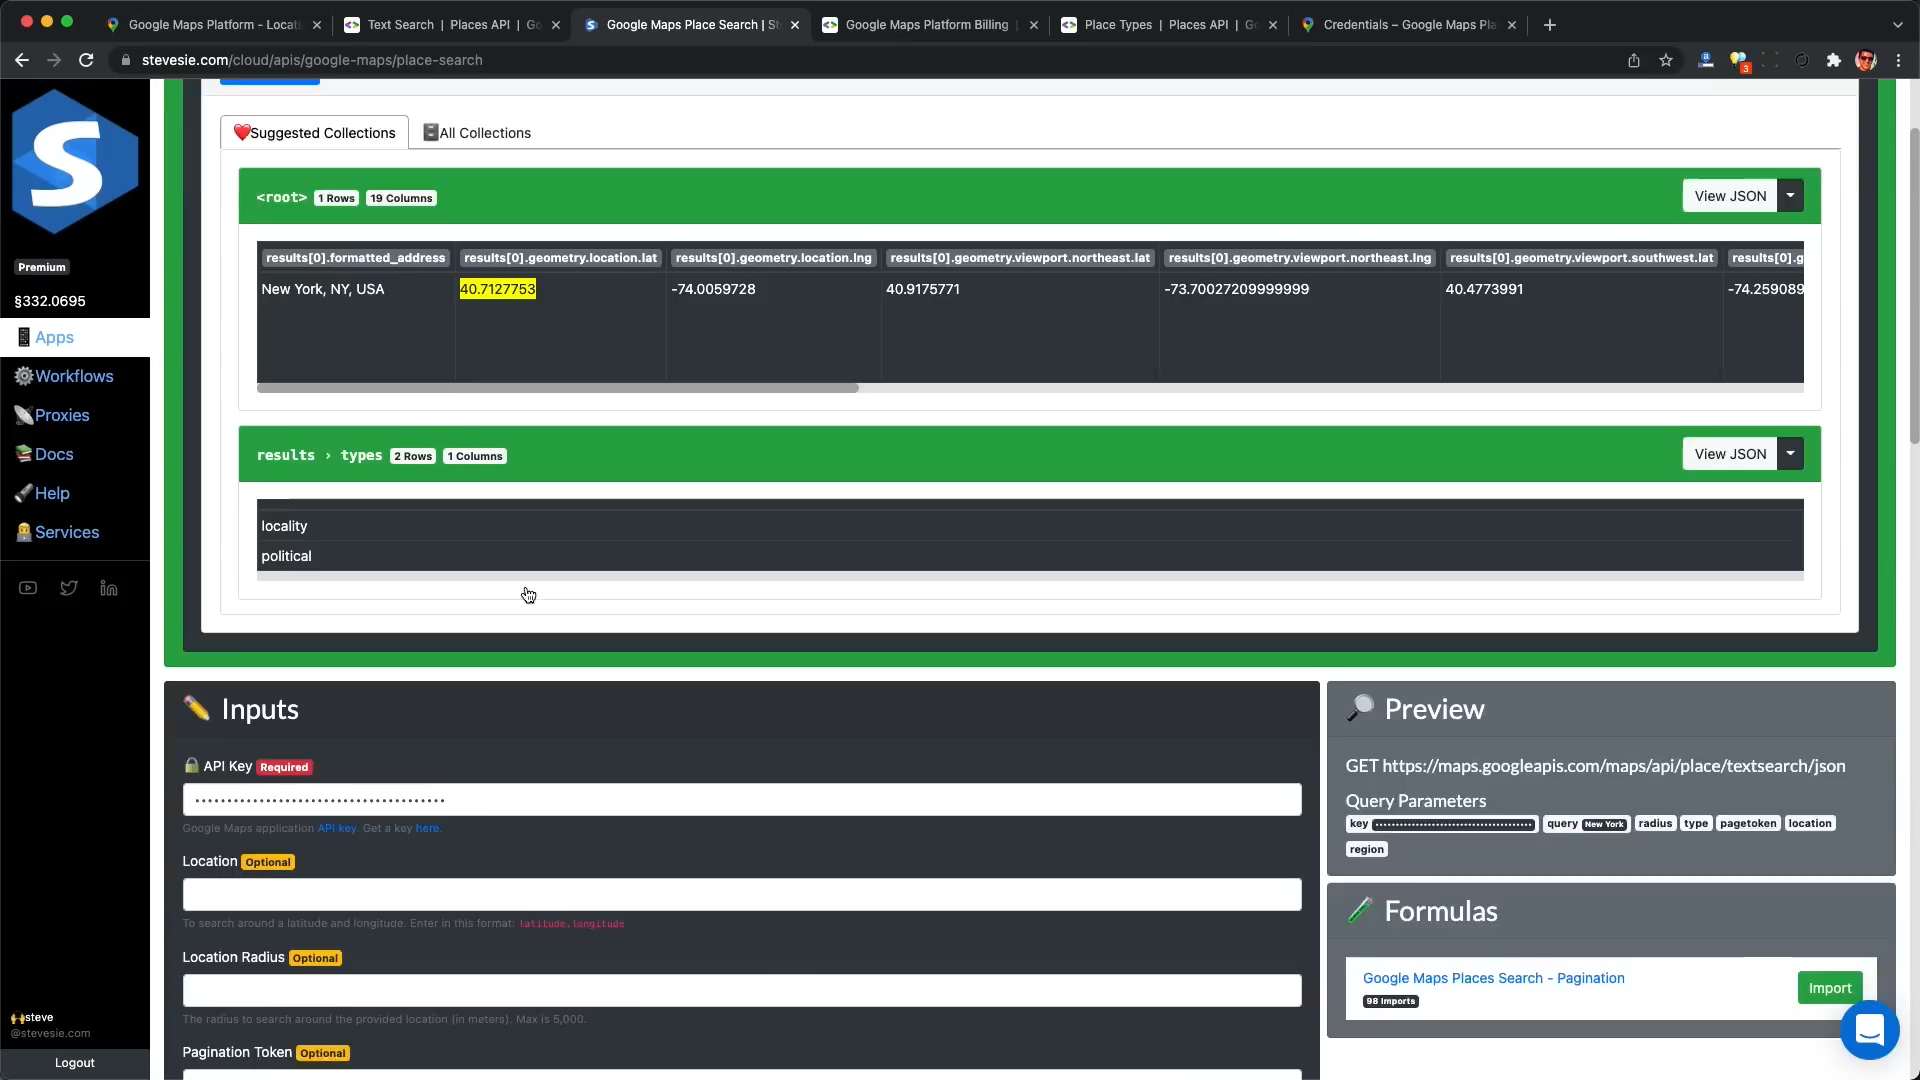 Google Maps Platform - Locati
Text Search | Places API | Go
Google Maps Place Search | St
Google Maps Platform Billing
Place Types | Places API | Go
Credentials – Google Maps Pla
stevesie.com/cloud/apis/google-maps/place-search
3
Suggested Collections
All Collections
<root> 1 Rows 19 Columns
View JSON
results[0].formatted_address results[0].geometry.location.lat results[0].geometry.location.lng results[0].geometry.viewport.northeast.lat results[0].geometry.viewport.northeast.lng results[0].geometry.viewport.southwest.lat results[0].g
New York, NY, USA 40.7127753 -74.0059728 40.9175771 -73.70027209999999 40.4773991 -74.259089
results › types 2 Rows 1 Columns
View JSON
locality
political
S
Premium
§332.0695
Apps
Workflows
Proxies
Docs
Help
Services
steve
@stevesie.com
Logout
Inputs
API Key Required
••••••••••••••••••••••••••••••••••••••
Google Maps application API key. Get a key here.
Location Optional
To search around a latitude and longitude. Enter in this format: latitude,longitude
Location Radius Optional
The radius to search around the provided location (in meters). Max is 5,000.
Pagination Token Optional
Preview
GET https://maps.googleapis.com/maps/api/place/textsearch/json
Query Parameters
key •••••••••••••••••••••••••••••••••••••• query New York radius type pagetoken location
region
Formulas
Google Maps Places Search - Pagination
98 Imports
Import